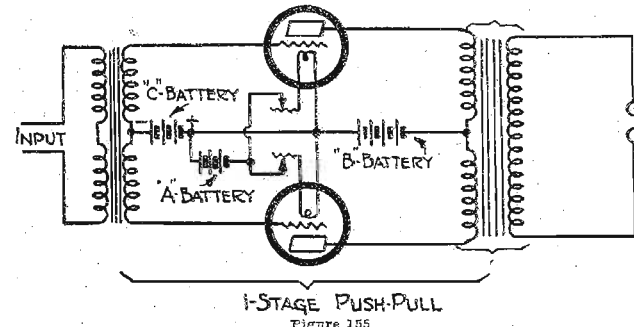 "C"-BATTERY
INPUT
"B"-BATTERY
"A"-BATTERY
1-STAGE PUSH-PULL
Figure 155